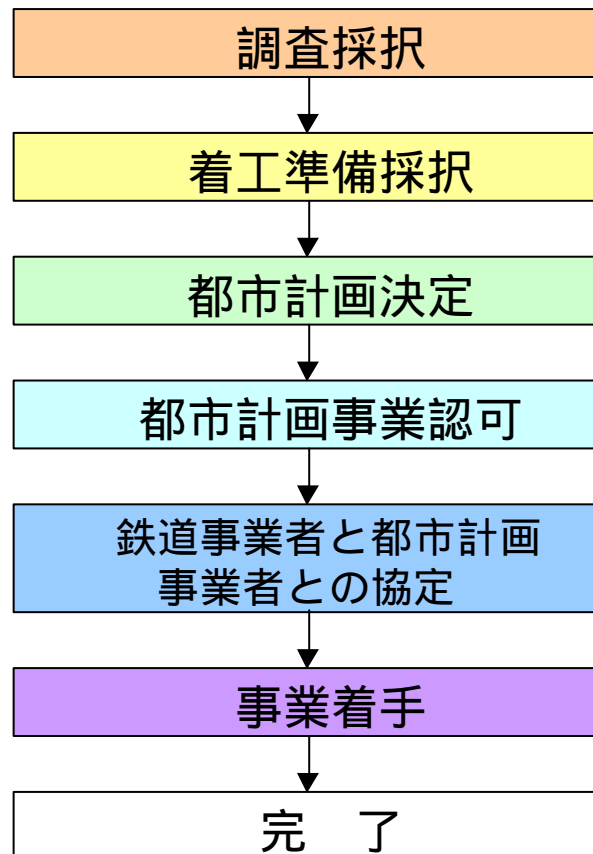 調査採択
着工準備採択
都市計画決定
都市計画事業認可
鉄道事業者と都市計画
事業者との協定
事業着手
完　了